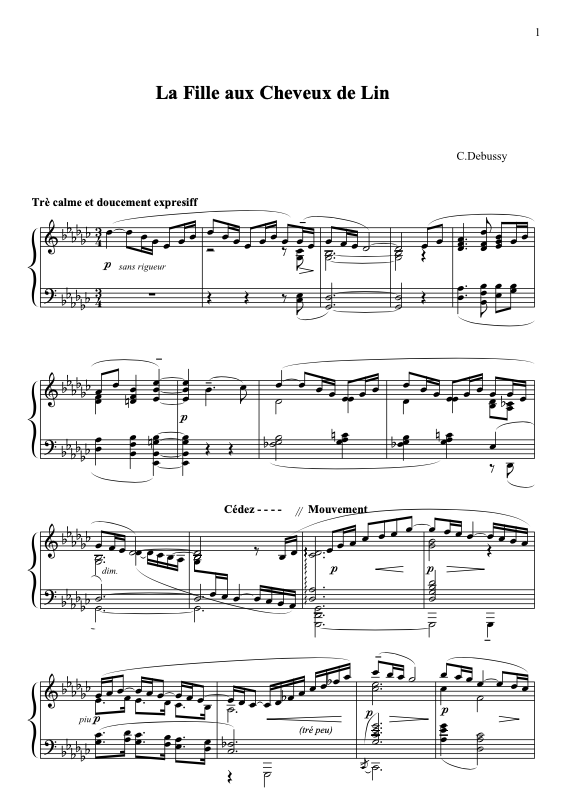 1
La Fille aux Cheveux de Lin
C.Debussy
Trè calme et doucement expresiff
p sans rigueur
p
Cédez - - - - // Mouvement
dim. p p
piu p (tré peu) p p